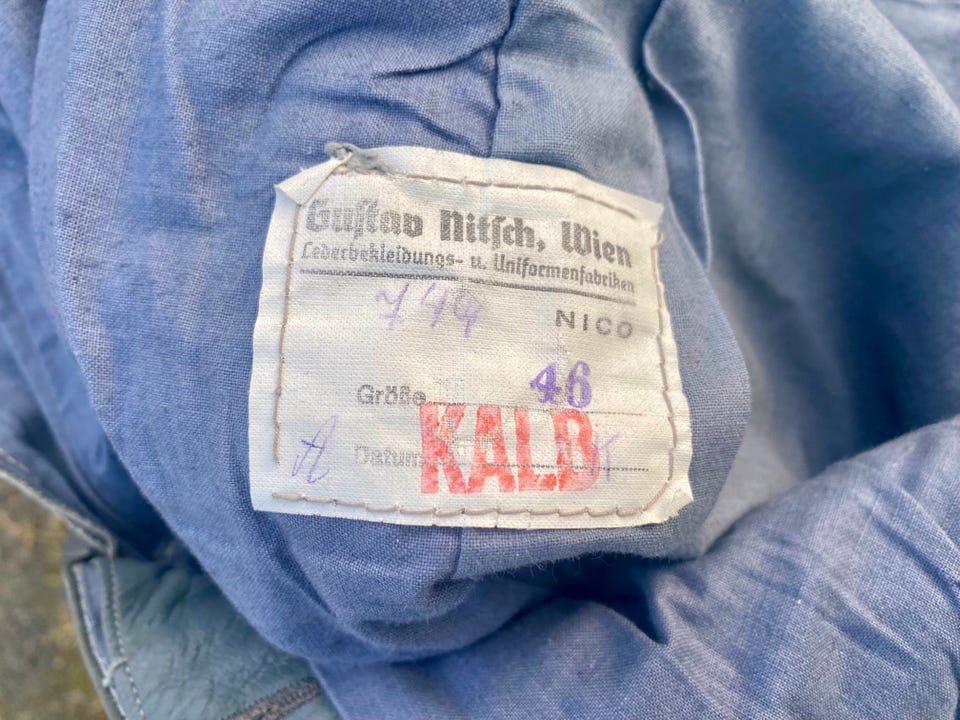 Gustav Nitsch, Wien
Lederbekleidungs- u. Uniformenfabriken
744
NICO
Größe 46
KALB
A Datum